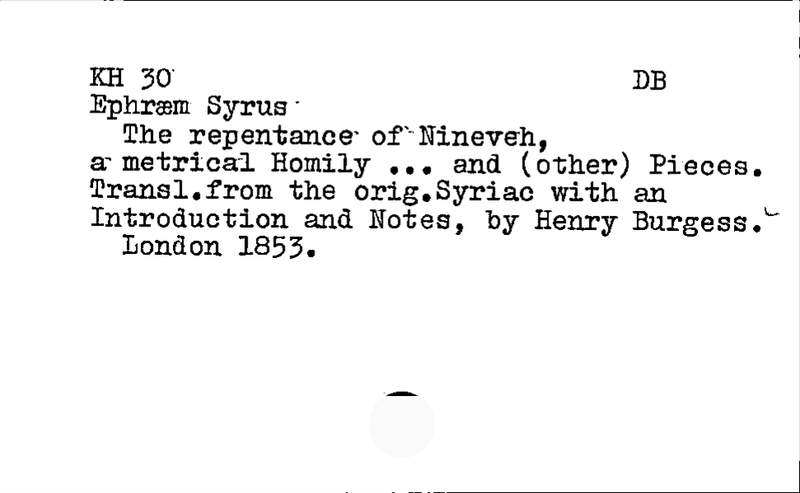 KH 30 DB
Ephræm Syrus
The repentance of Nineveh,
a metrical Homily ... and (other) Pieces.
Transl.from the orig.Syriac with an
Introduction and Notes, by Henry Burgess.
London 1853.